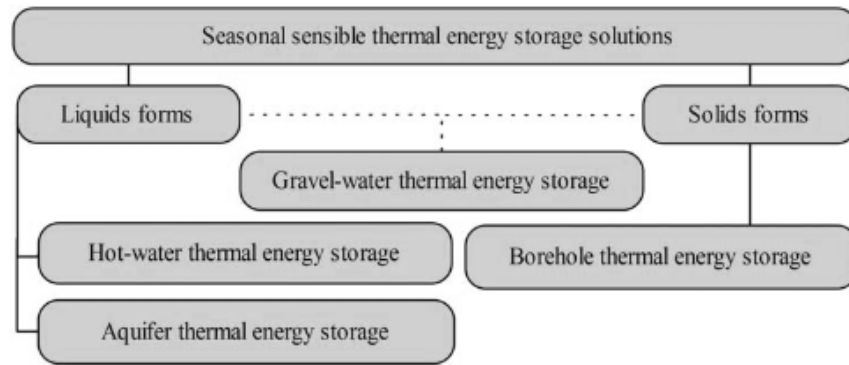 Seasonal sensible thermal energy storage solutions
Liquids forms
Solids forms
Gravel-water thermal energy storage
Hot-water thermal energy storage
Borehole thermal energy storage
Aquifer thermal energy storage